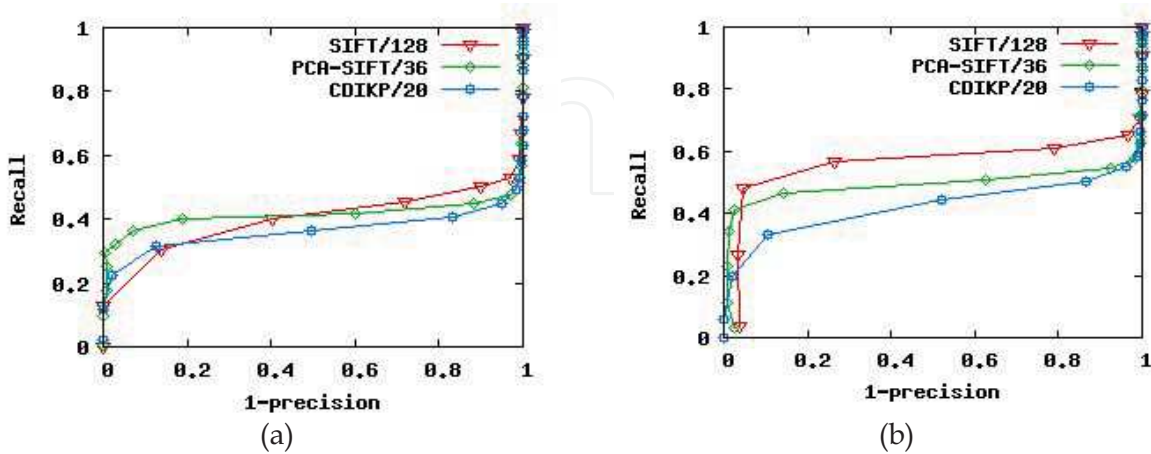 SIFT/128
PCA-SIFT/36
CDIKP/20
Recall
1
0.8
0.6
0.4
0.2
0
0 0.2 0.4 0.6 0.8 1
1-precision
(a)
SIFT/128
PCA-SIFT/36
CDIKP/20
Recall
1
0.8
0.6
0.4
0.2
0
0 0.2 0.4 0.6 0.8 1
1-precision
(b)